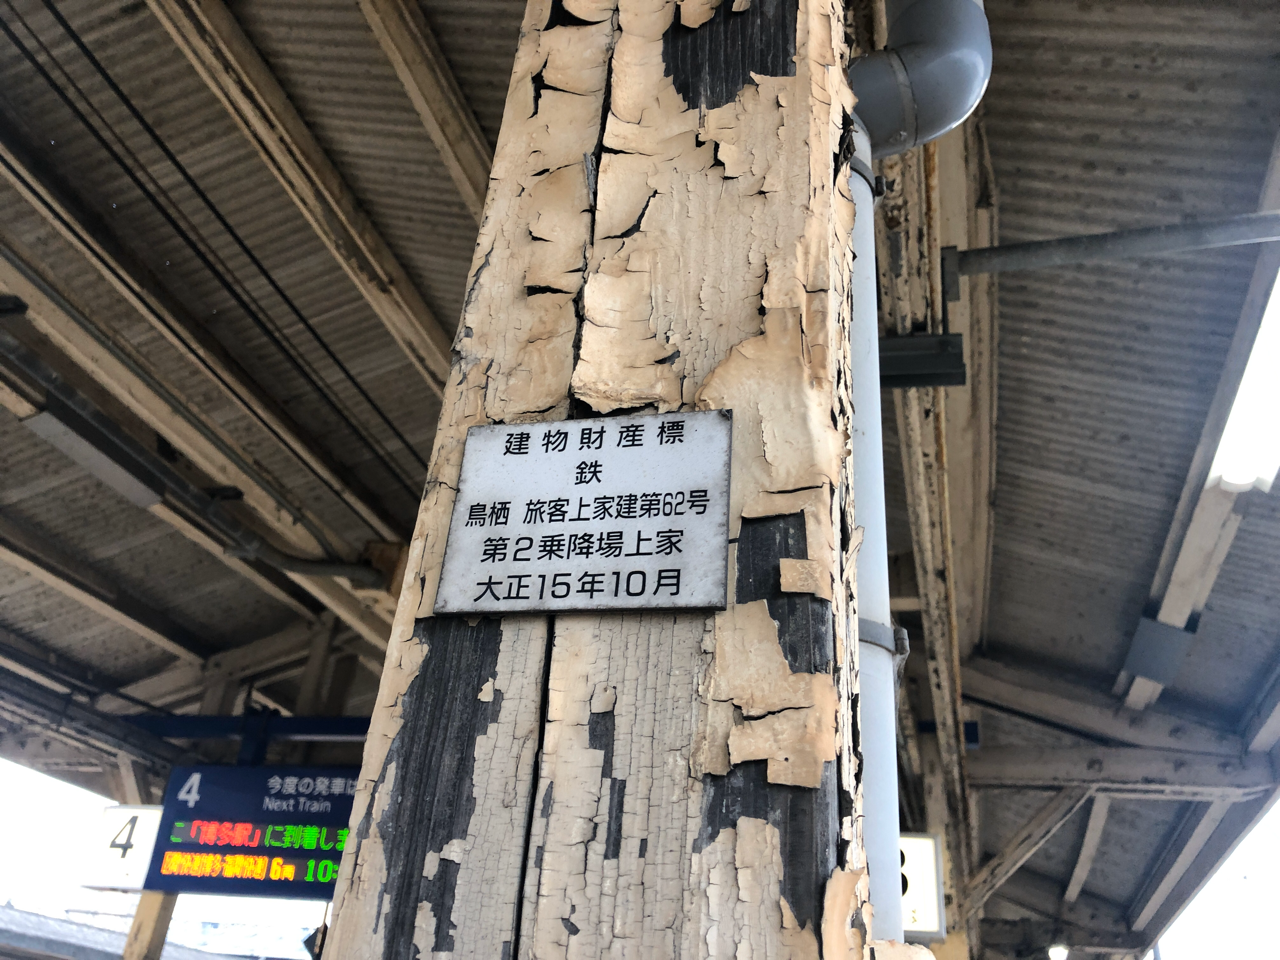 建物財産標
鉄
鳥栖 旅客上家建第62号
第2乗降場上家
大正15年10月
4
4
今度の発車は
Next Train
こ「博多駅」に到着しま
6両 10: